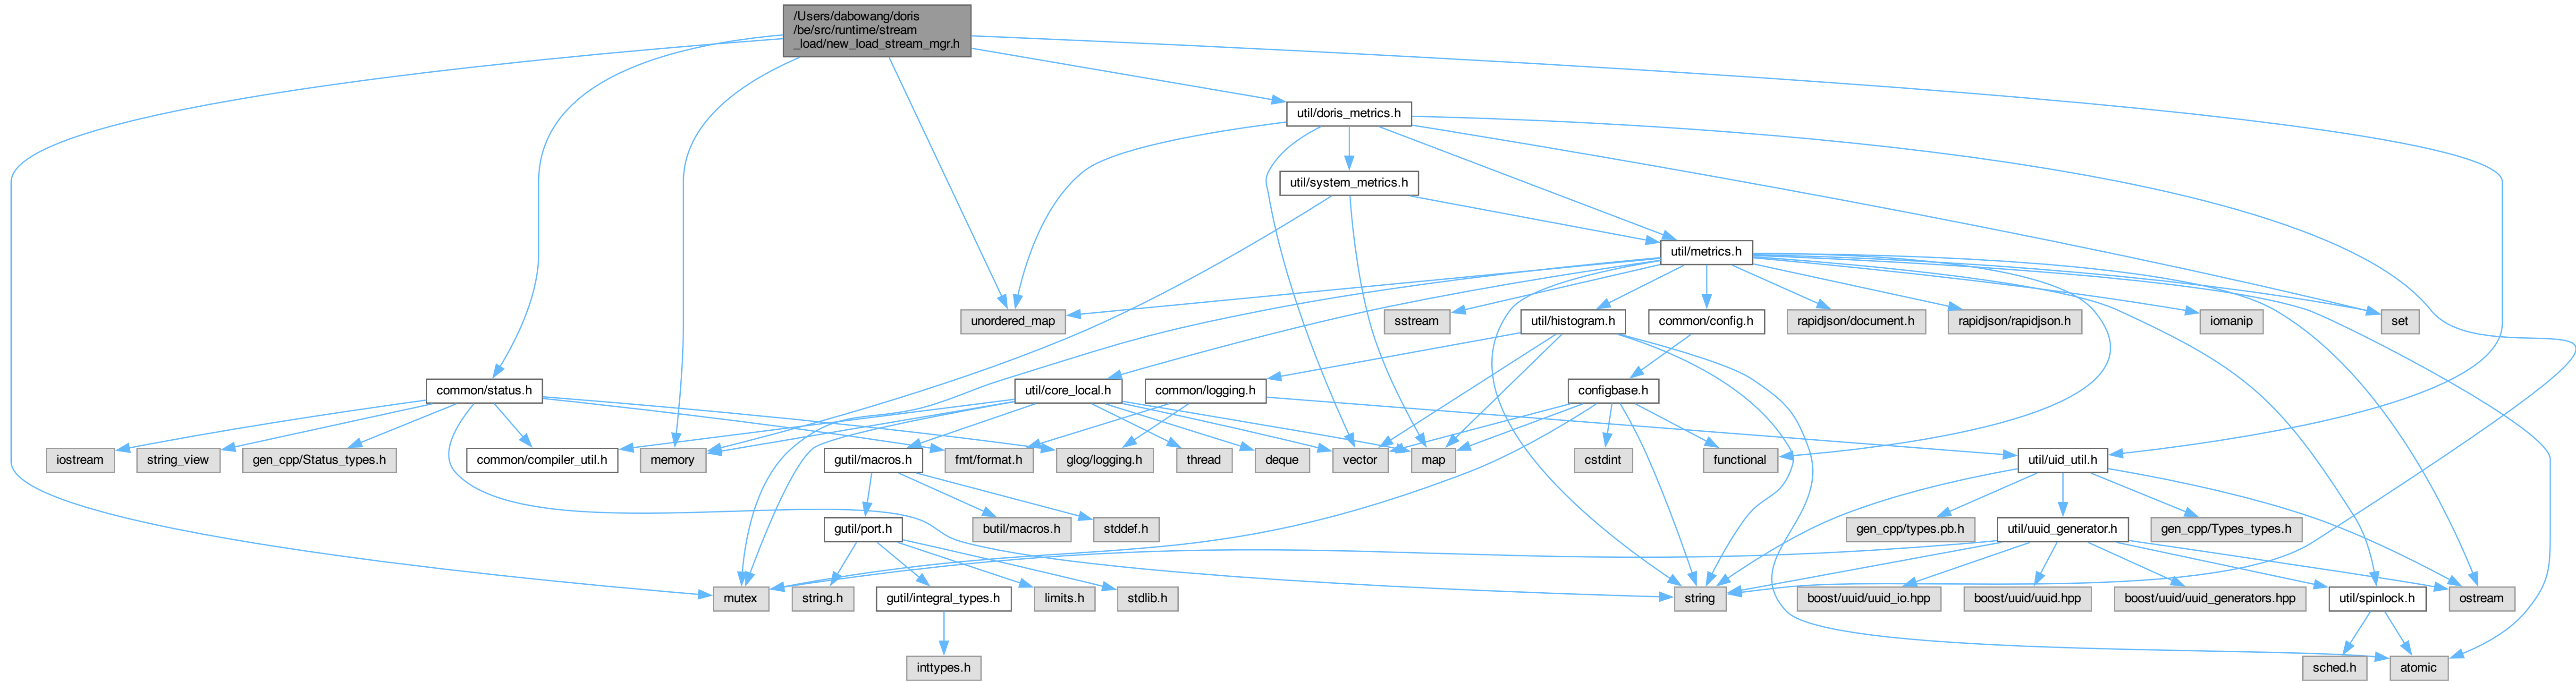 /Users/dabowang/doris
/be/src/runtime/stream
_load/new_load_stream_mgr.h
util/doris_metrics.h
util/system_metrics.h
util/metrics.h
unordered_map
sstream
util/histogram.h
common/config.h
rapidjson/document.h
rapidjson/rapidjson.h
iomanip
set
common/status.h
util/core_local.h
common/logging.h
configbase.h
iostream
string_view
gen_cpp/Status_types.h
common/compiler_util.h
memory
gutil/macros.h
fmt/format.h
glog/logging.h
thread
deque
vector
map
cstdint
functional
util/uid_util.h
gutil/port.h
butil/macros.h
stddef.h
gen_cpp/types.pb.h
util/uuid_generator.h
gen_cpp/Types_types.h
mutex
string.h
gutil/integral_types.h
limits.h
stdlib.h
string
boost/uuid/uuid_io.hpp
boost/uuid/uuid.hpp
boost/uuid/uuid_generators.hpp
util/spinlock.h
ostream
inttypes.h
sched.h
atomic